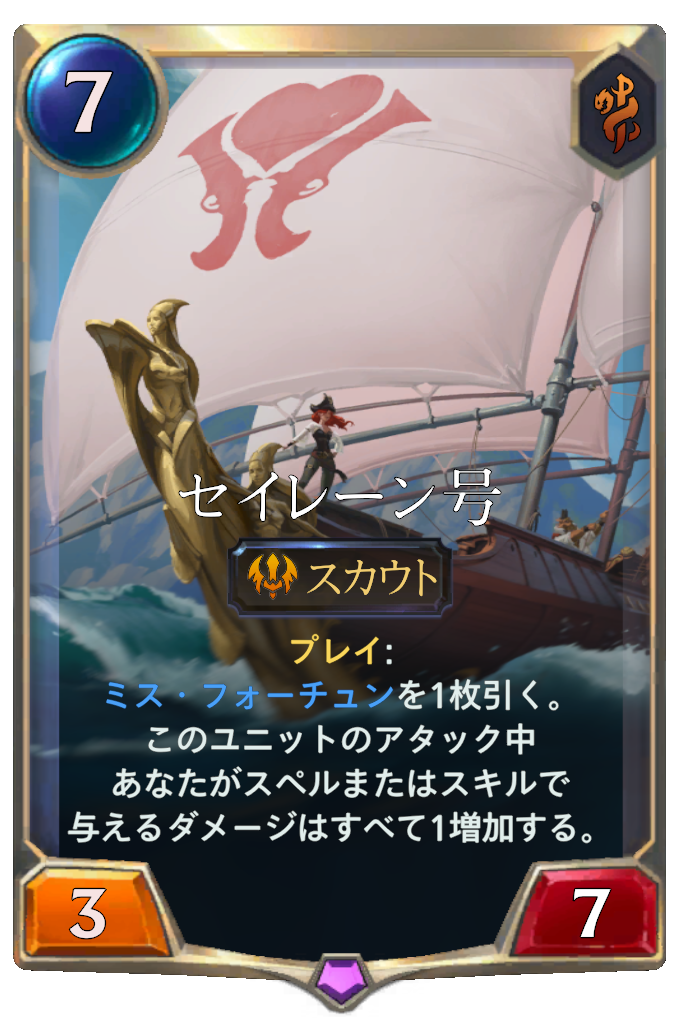 7
セイレーン号
スカウト
プレイ:
ミス・フォーチュンを1枚引く。
このユニットのアタック中
あなたがスペルまたはスキルで
与えるダメージはすべて1増加する。
3
7